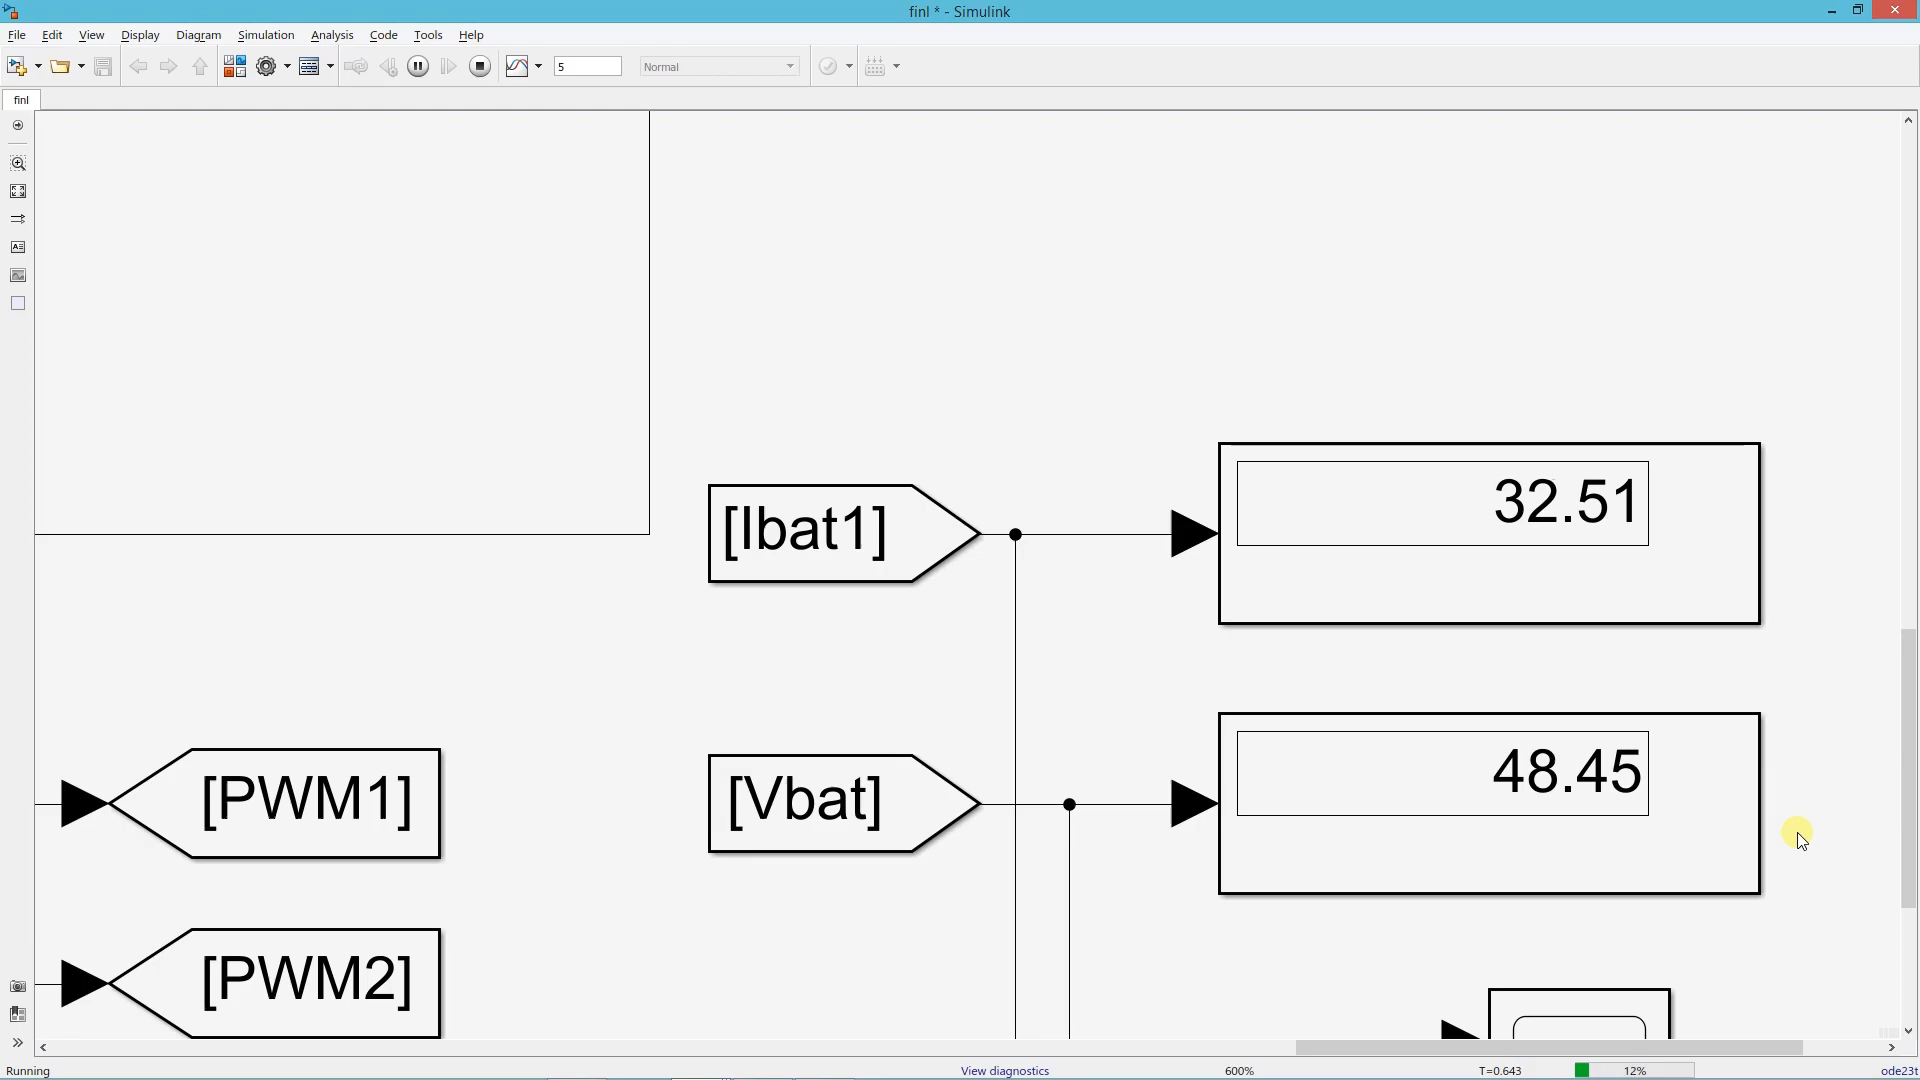 finl * - Simulink
File Edit View Display Diagram Simulation Analysis Code Tools Help
5 Normal
finl
[Ibat1]
32.51
[PWM1]
[Vbat]
48.45
[PWM2]
Running View diagnostics 600% T=0.643 12% ode23t